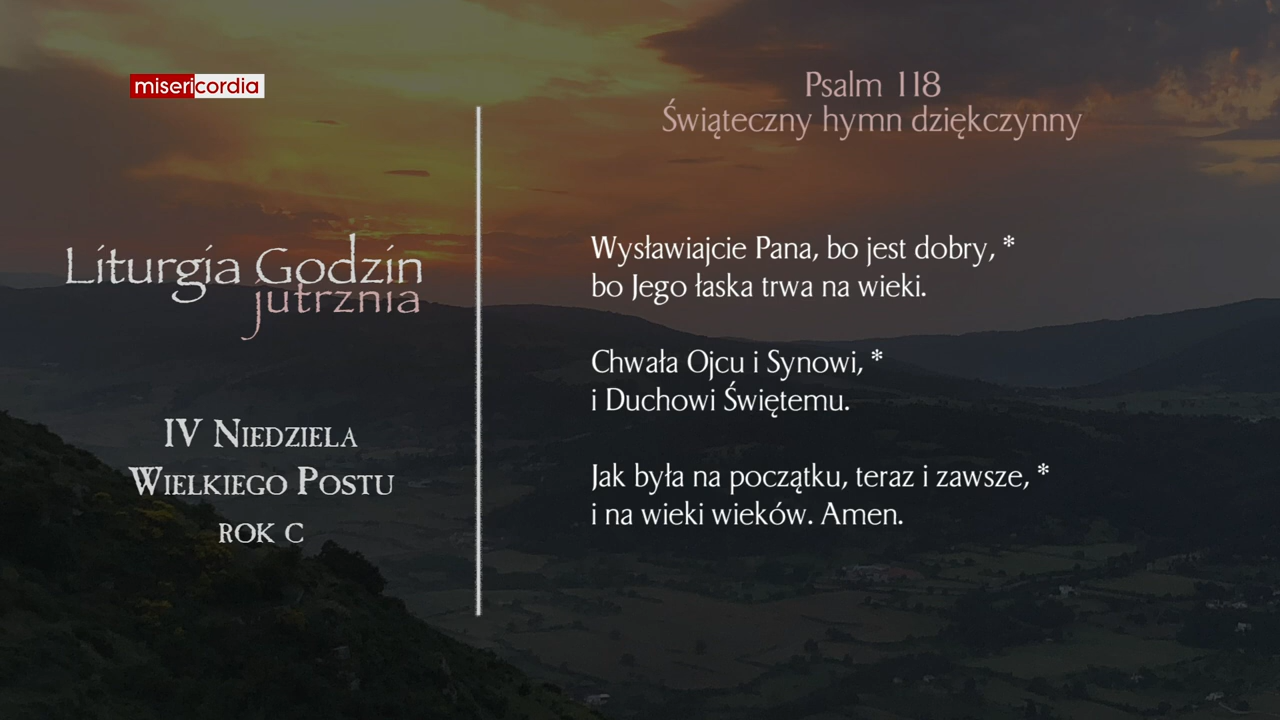 misericordia
Liturgia Godzin
jutrznia
IV Niedziela
Wielkiego Postu
rok C
Psalm 118
Świąteczny hymn dziękczynny
Wysławiajcie Pana, bo jest dobry, *
bo Jego łaska trwa na wieki.
Chwała Ojcu i Synowi, *
i Duchowi Świętemu.
Jak była na początku, teraz i zawsze, *
i na wieki wieków. Amen.